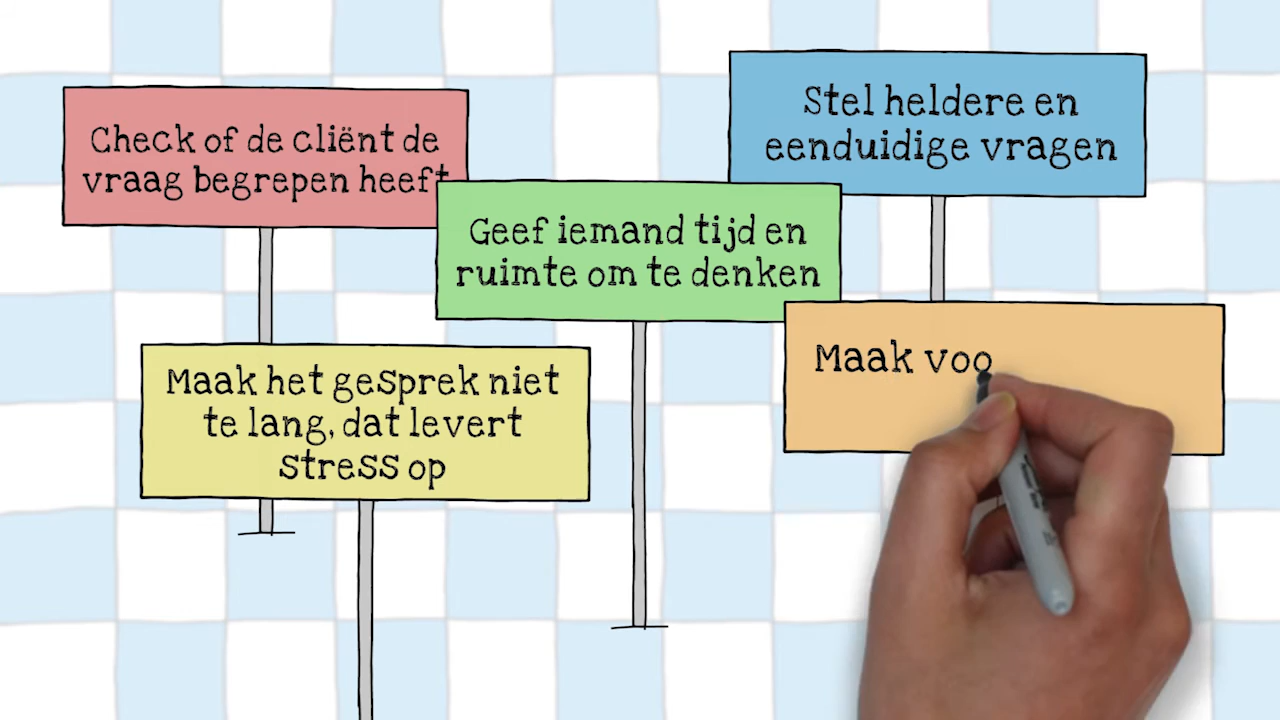 Check of de cliënt de
vraag begrepen heeft
Stel heldere en
eenduidige vragen
Geef iemand tijd en
ruimte om te denken
Maak het gesprek niet
te lang, dat levert
stress op
Maak voo